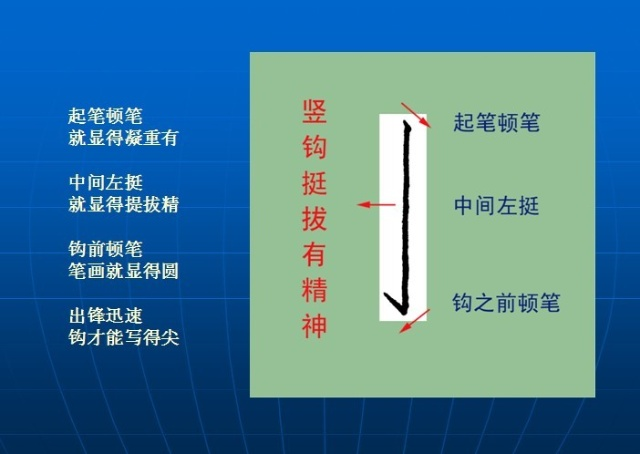 起笔顿笔
就显得凝重有
中间左挺
就显得提拔精
钩前顿笔
笔画就显得圆
出锋迅速
钩才能写得尖
竖钩挺拔有精神
起笔顿笔
中间左挺
钩之前顿笔